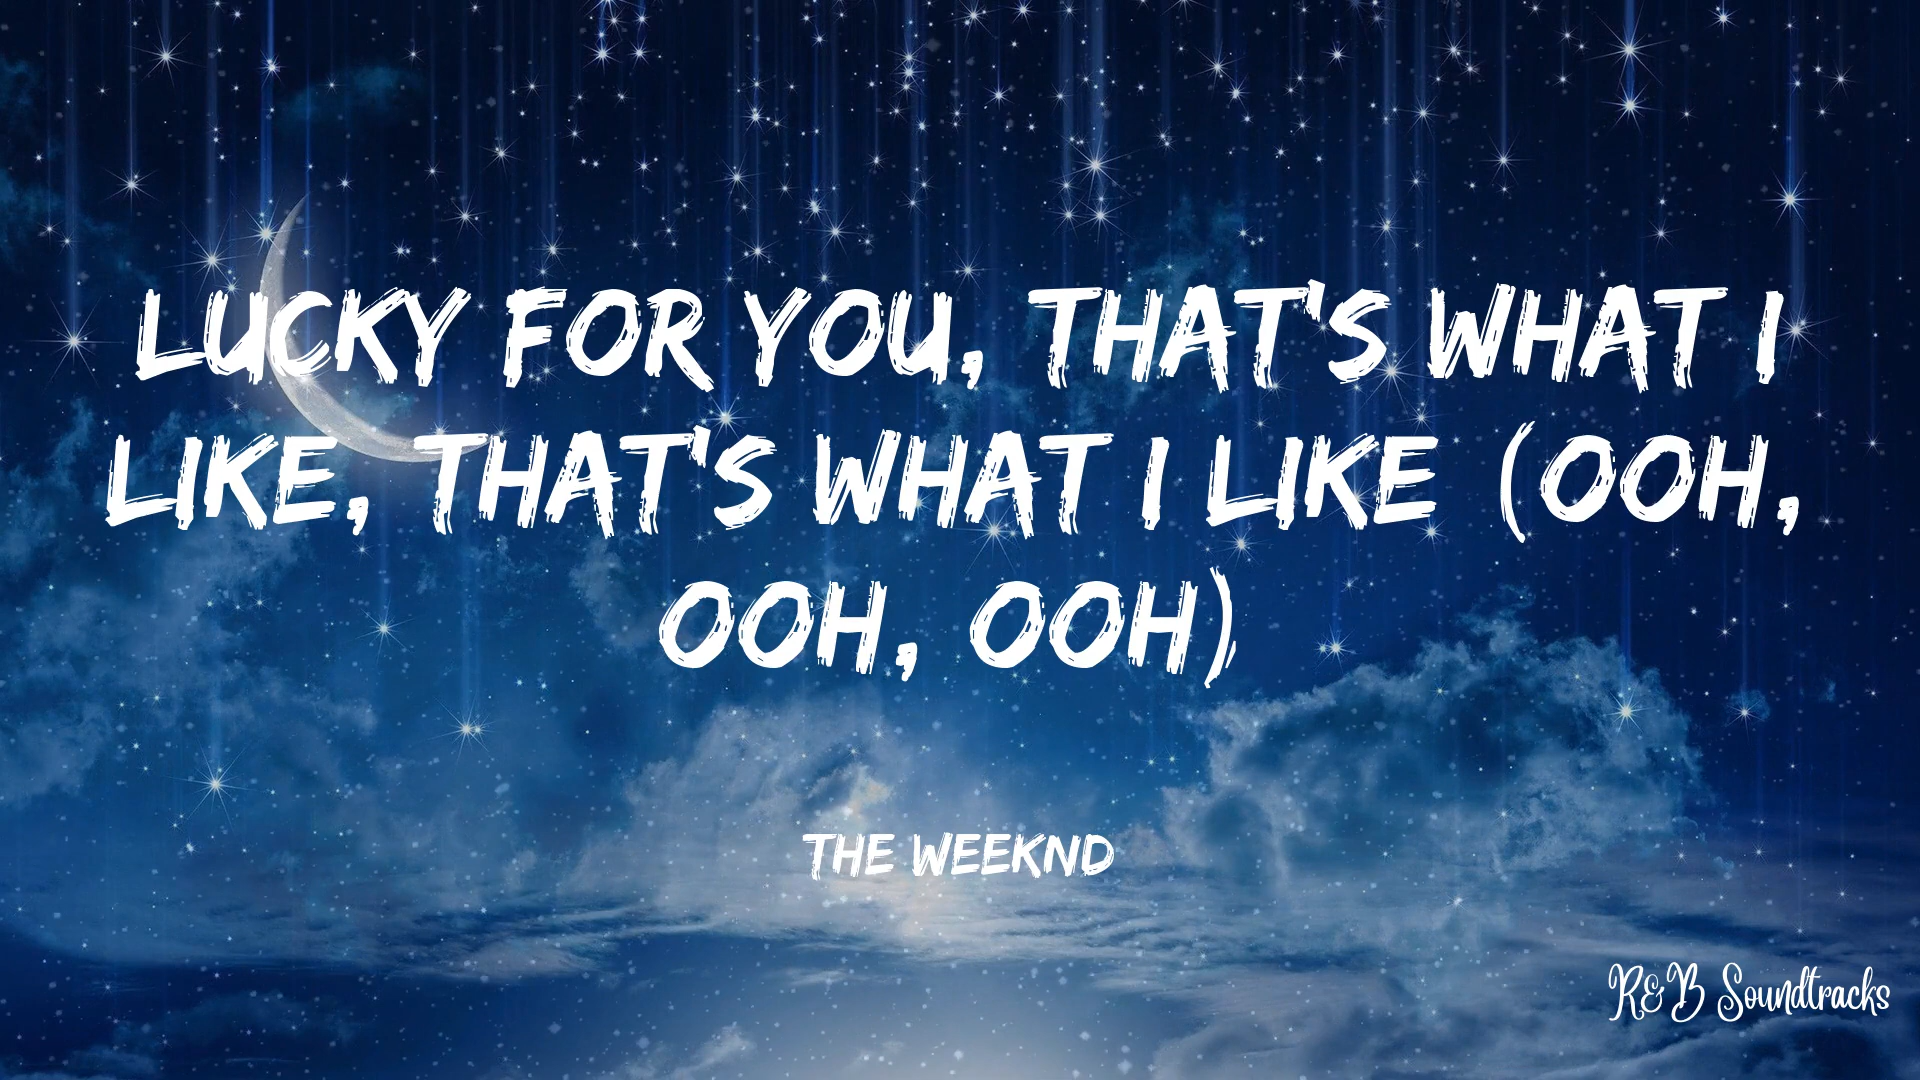 LUCKY FOR YOU, THAT'S WHAT I
LIKE, THAT'S WHAT I LIKE (OOH,
OOH, OOH)
THE WEEKND
R&B Soundtracks